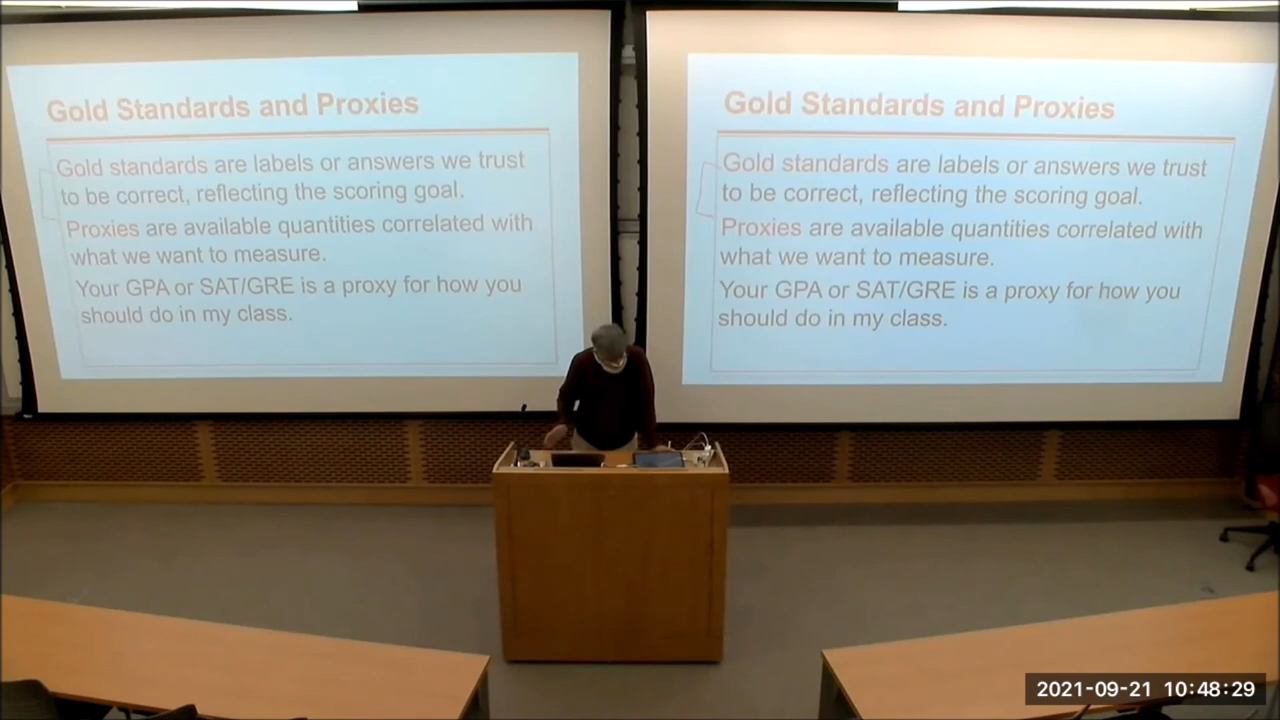 Gold Standards and Proxies
Gold standards are labels or answers we trust
to be correct, reflecting the scoring goal.
Proxies are available quantities correlated with
what we want to measure.
Your GPA or SAT/GRE is a proxy for how you
should do in my class.
Gold Standards and Proxies
Gold standards are labels or answers we trust
to be correct, reflecting the scoring goal.
Proxies are available quantities correlated with
what we want to measure.
Your GPA or SAT/GRE is a proxy for how you
should do in my class.
2021-09-21 10:48:29